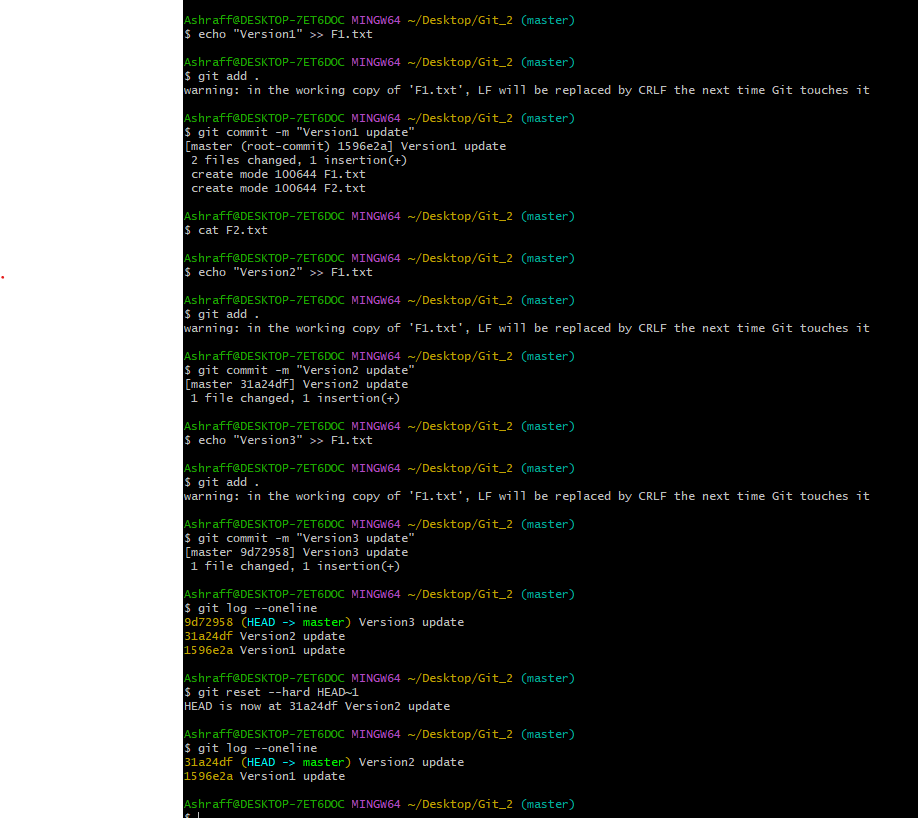 Ashraff@DESKTOP-7ET6DOC MINGW64 ~/Desktop/Git_2 (master)
$ echo "Version1" >> F1.txt
Ashraff@DESKTOP-7ET6DOC MINGW64 ~/Desktop/Git_2 (master)
$ git add .
warning: in the working copy of 'F1.txt', LF will be replaced by CRLF the next time Git touches it
Ashraff@DESKTOP-7ET6DOC MINGW64 ~/Desktop/Git_2 (master)
$ git commit -m "Version1 update"
[master (root-commit) 1596e2a] Version1 update
 2 files changed, 1 insertion(+)
 create mode 100644 F1.txt
 create mode 100644 F2.txt
Ashraff@DESKTOP-7ET6DOC MINGW64 ~/Desktop/Git_2 (master)
$ cat F2.txt
Ashraff@DESKTOP-7ET6DOC MINGW64 ~/Desktop/Git_2 (master)
$ echo "Version2" >> F1.txt
Ashraff@DESKTOP-7ET6DOC MINGW64 ~/Desktop/Git_2 (master)
$ git add .
warning: in the working copy of 'F1.txt', LF will be replaced by CRLF the next time Git touches it
Ashraff@DESKTOP-7ET6DOC MINGW64 ~/Desktop/Git_2 (master)
$ git commit -m "Version2 update"
[master 31a24df] Version2 update
 1 file changed, 1 insertion(+)
Ashraff@DESKTOP-7ET6DOC MINGW64 ~/Desktop/Git_2 (master)
$ echo "Version3" >> F1.txt
Ashraff@DESKTOP-7ET6DOC MINGW64 ~/Desktop/Git_2 (master)
$ git add .
warning: in the working copy of 'F1.txt', LF will be replaced by CRLF the next time Git touches it
Ashraff@DESKTOP-7ET6DOC MINGW64 ~/Desktop/Git_2 (master)
$ git commit -m "Version3 update"
[master 9d72958] Version3 update
 1 file changed, 1 insertion(+)
Ashraff@DESKTOP-7ET6DOC MINGW64 ~/Desktop/Git_2 (master)
$ git log --oneline
9d72958 (HEAD -> master) Version3 update
31a24df Version2 update
1596e2a Version1 update
Ashraff@DESKTOP-7ET6DOC MINGW64 ~/Desktop/Git_2 (master)
$ git reset --hard HEAD~1
HEAD is now at 31a24df Version2 update
Ashraff@DESKTOP-7ET6DOC MINGW64 ~/Desktop/Git_2 (master)
$ git log --oneline
31a24df (HEAD -> master) Version2 update
1596e2a Version1 update
Ashraff@DESKTOP-7ET6DOC MINGW64 ~/Desktop/Git_2 (master)
$